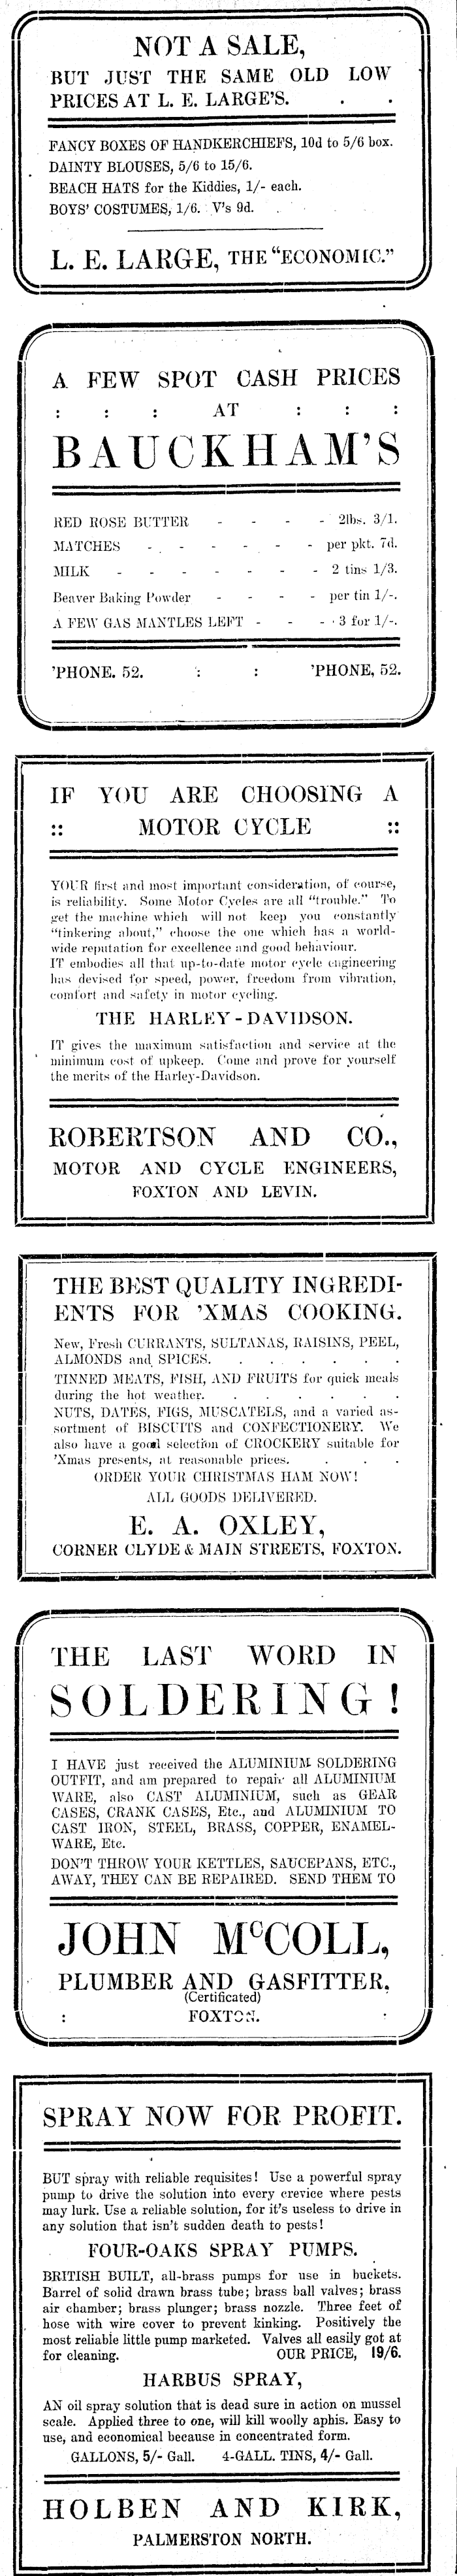 NOT A SALE,
BUT JUST THE SAME OLD LOW
PRICES AT L. E. LARGE'S. . .
FANCY BOXES OF HANDKERCHIEFS, 10d to 5/6 box.
DAINTY BLOUSES, 5/6 to 15/6.
BEACH HATS for the Kiddies, 1/- each.
BOYS' COSTUMES, 1/6. V's 9d.
L. E. LARGE, THE "ECONOMIC."
A FEW SPOT CASH PRICES
: : : AT : : :
BAUCKHAM'S
RED ROSE BUTTER - - - - 2lbs. 3/1.
MATCHES - - - - - - per pkt. 7d.
MILK - - - - - - - 2 tins 1/3.
Beaver Baking Powder - - - - per tin 1/-.
A FEW GAS MANTLES LEFT - - - 3 for 1/-.
'PHONE. 52. : : 'PHONE, 52.
IF YOU ARE CHOOSING A
:: MOTOR CYCLE ::
YOUR first and most important consideration, of course,
is reliability. Some Motor Cycles are all "trouble." To
get the machine which will not keep you constantly
"tinkering about," choose the one which has a world-
wide reputation for excellence and good behaviour.
IT embodies all that up-to-date motor cycle engineering
has devised for speed, power, freedom from vibration,
comfort and safety in motor cycling.
THE HARLEY-DAVIDSON.
IT gives the maximum satisfaction and service at the
minimum cost of upkeep. Come and prove for yourself
the merits of the Harley-Davidson.
ROBERTSON AND CO.,
MOTOR AND CYCLE ENGINEERS,
FOXTON AND LEVIN.
THE BEST QUALITY INGREDI-
ENTS FOR 'XMAS COOKING.
New, Fresh CURRANTS, SULTANAS, RAISINS, PEEL,
ALMONDS and SPICES. . . . . . .
TINNED MEATS, FISH, AND FRUITS for quick meals
during the hot weather. . . . . . .
NUTS, DATES, FIGS, MUSCATELS, and a varied as-
sortment of BISCUITS and CONFECTIONERY. We
also have a good selection of CROCKERY suitable for
'Xmas presents, at reasonable prices. . . .
ORDER YOUR CHRISTMAS HAM NOW!
ALL GOODS DELIVERED.
E. A. OXLEY,
CORNER CLYDE & MAIN STREETS, FOXTON.
THE LAST WORD IN
SOLDERING!
I HAVE just received the ALUMINIUM SOLDERING
OUTFIT, and am prepared to repair all ALUMINIUM
WARE, also CAST ALUMINIUM, such as GEAR
CASES, CRANK CASES, Etc., and ALUMINIUM TO
CAST IRON, STEEL, BRASS, COPPER, ENAMEL-
WARE, Etc.
DON'T THROW YOUR KETTLES, SAUCEPANS, ETC.,
AWAY, THEY CAN BE REPAIRED. SEND THEM TO
JOHN McCOLL,
PLUMBER AND GASFITTER.
(Certificated)
: FOXTON. :
SPRAY NOW FOR PROFIT.
BUT spray with reliable requisites! Use a powerful spray
pump to drive the solution into every crevice where pests
may lurk. Use a reliable solution, for it's useless to drive in
any solution that isn't sudden death to pests!
FOUR-OAKS SPRAY PUMPS.
BRITISH BUILT, all-brass pumps for use in buckets.
Barrel of solid drawn brass tube; brass ball valves; brass
air chamber; brass plunger; brass nozzle. Three feet of
hose with wire cover to prevent kinking. Positively the
most reliable little pump marketed. Valves all easily got at
for cleaning. OUR PRICE, 19/6.
HARBUS SPRAY,
AN oil spray solution that is dead sure in action on mussel
scale. Applied three to one, will kill woolly aphis. Easy to
use, and economical because in concentrated form.
GALLONS, 5/- Gall. 4-GALL. TINS, 4/- Gall.
HOLBEN AND KIRK,
PALMERSTON NORTH.